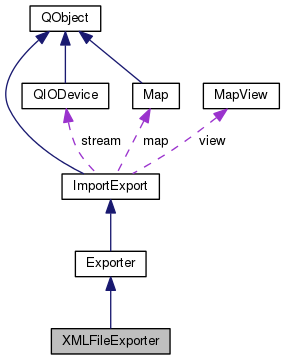 QObject
QIODevice
Map
MapView
stream
map
view
ImportExport
Exporter
XMLFileExporter